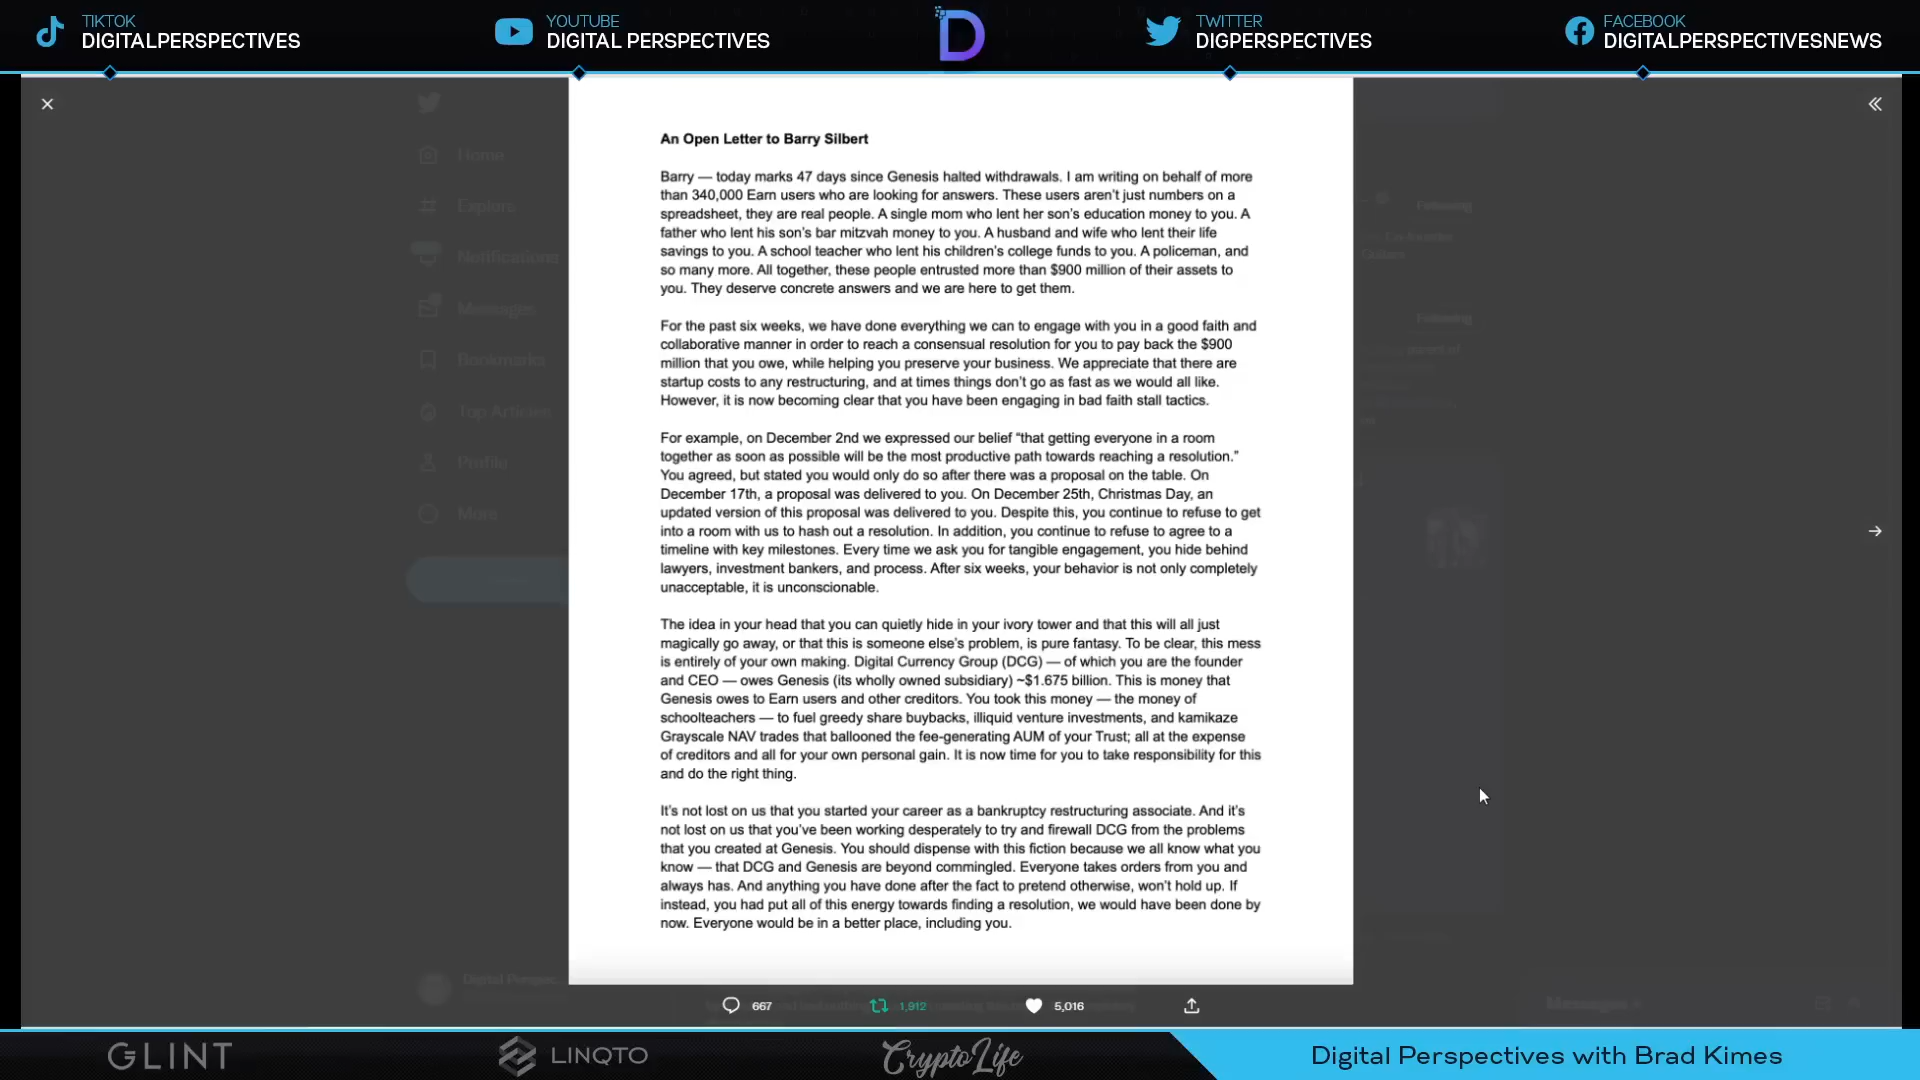 TIKTOK
DIGITALPERSPECTIVES
YOUTUBE
DIGITAL PERSPECTIVES
D
TWITTER
DIGPERSPECTIVES
FACEBOOK
DIGITALPERSPECTIVESNEWS
Home
Explore
Notifications
Messages
Bookmarks
Top Articles
Profile
More
An Open Letter to Barry Silbert
Barry — today marks 47 days since Genesis halted withdrawals. I am writing on behalf of more
than 340,000 Earn users who are looking for answers. These users aren't just numbers on a
spreadsheet, they are real people. A single mom who lent her son's education money to you. A
father who lent his son's bar mitzvah money to you. A husband and wife who lent their life
savings to you. A school teacher who lent his children's college funds to you. A policeman, and
so many more. All together, these people entrusted more than $900 million of their assets to
you. They deserve concrete answers and we are here to get them.
For the past six weeks, we have done everything we can to engage with you in a good faith and
collaborative manner in order to reach a consensual resolution for you to pay back the $900
million that you owe, while helping you preserve your business. We appreciate that there are
startup costs to any restructuring, and at times things don't go as fast as we would all like.
However, it is now becoming clear that you have been engaging in bad faith stall tactics.
For example, on December 2nd we expressed our belief “that getting everyone in a room
together as soon as possible will be the most productive path towards reaching a resolution.”
You agreed, but stated you would only do so after there was a proposal on the table. On
December 17th, a proposal was delivered to you. On December 25th, Christmas Day, an
updated version of this proposal was delivered to you. Despite this, you continue to refuse to get
into a room with us to hash out a resolution. In addition, you continue to refuse to agree to a
timeline with key milestones. Every time we ask you for tangible engagement, you hide behind
lawyers, investment bankers, and process. After six weeks, your behavior is not only completely
unacceptable, it is unconscionable.
The idea in your head that you can quietly hide in your ivory tower and that this will all just
magically go away, or that this is someone else's problem, is pure fantasy. To be clear, this mess
is entirely of your own making. Digital Currency Group (DCG) — of which you are the founder
and CEO — owes Genesis (its wholly owned subsidiary) ~$1.675 billion. This is money that
Genesis owes to Earn users and other creditors. You took this money — the money of
schoolteachers — to fuel greedy share buybacks, illiquid venture investments, and kamikaze
Grayscale NAV trades that ballooned the fee-generating AUM of your Trust; all at the expense
of creditors and all for your own personal gain. It is now time for you to take responsibility for this
and do the right thing.
It's not lost on us that you started your career as a bankruptcy restructuring associate. And it's
not lost on us that you've been working desperately to try and firewall DCG from the problems
that you created at Genesis. You should dispense with this fiction because we all know what you
know — that DCG and Genesis are beyond commingled. Everyone takes orders from you and
always has. And anything you have done after the fact to pretend otherwise, won't hold up. If
instead, you had put all of this energy towards finding a resolution, we would have been done by
now. Everyone would be in a better place, including you.
Following
Following
parent of
Digital Perspec
Messages
667
1,912
5,016
GLINT
LINQTO
CryptoLife
Digital Perspectives with Brad Kimes